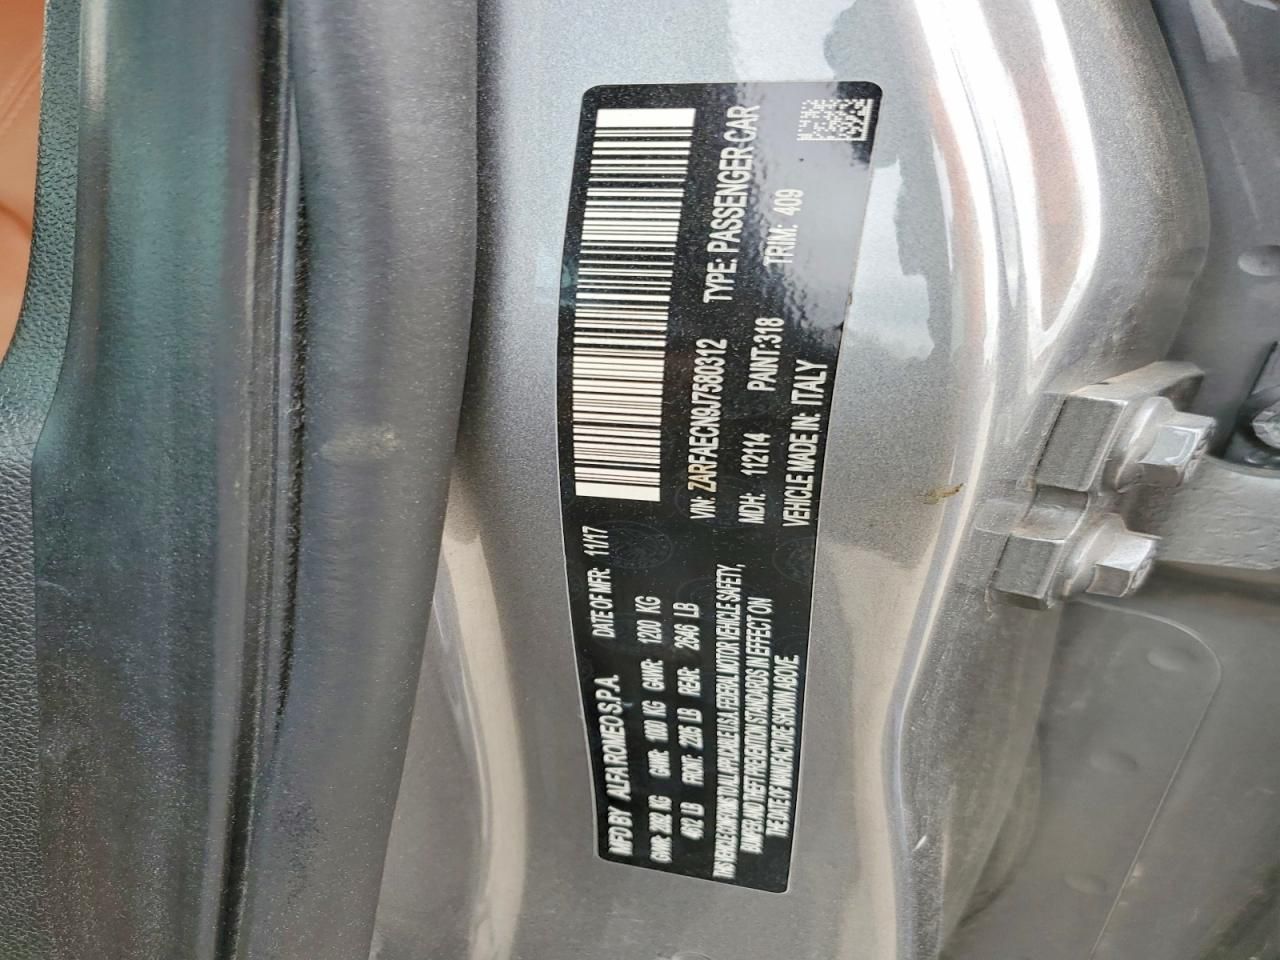 MFD BY ALFA ROMEO S.P.A. DATE OF MFR: 11/17
GVWR: 2092 KG GAWR: 1000 KG GAWR: 1200 KG
4612 LB FRONT: 2205 LB REAR: 2646 LB
THIS VEHICLE CONFORMS TO ALL APPLICABLE U.S.A. FEDERAL MOTOR VEHICLE SAFETY,
BUMPER AND THEFT PREVENTION STANDARDS IN EFFECT ON
THE DATE OF MANUFACTURE SHOWN ABOVE.
VIN: ZARFAECN9J7580312 TYPE: PASSENGER CAR
MDH: 112114 PAINT:318 TRIM: 409
VEHICLE MADE IN: ITALY